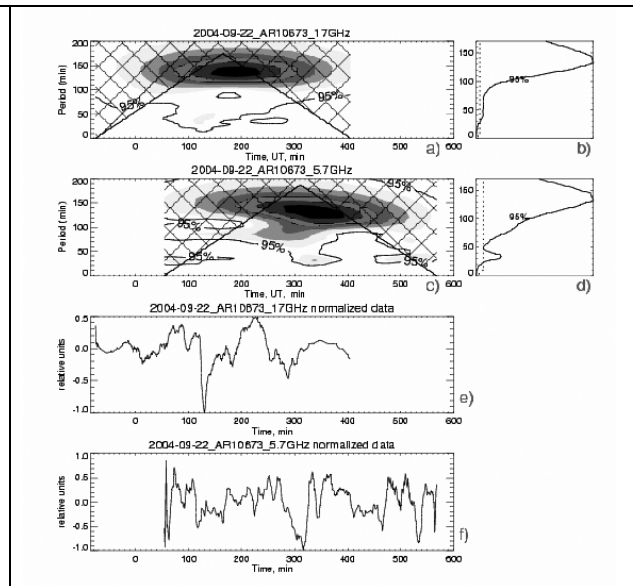 2004-09-22_AR10673_17GHz
200
150
100
50
0
Period (min)
95%
95%
0 100 200 300 400 500 600
Time, UT, min
a)
150
100
50
0
95%
b)
2004-09-22_AR10673_5.7GHz
200
150
100
50
0
Period (min)
95%
95%
95%
95%
95%
0 100 200 300 400 500 600
Time, UT, min
c)
150
100
50
0
95%
d)
2004-09-22_AR10673_17GHz normalized data
0.5
0.0
-0.5
-1.0
relative units
0 100 200 300 400 500 600
Time, min
e)
2004-09-22_AR10673_5.7GHz normalized data
1.0
0.5
0.0
-0.5
-1.0
relative units
0 100 200 300 400 500 600
Time, min
f)